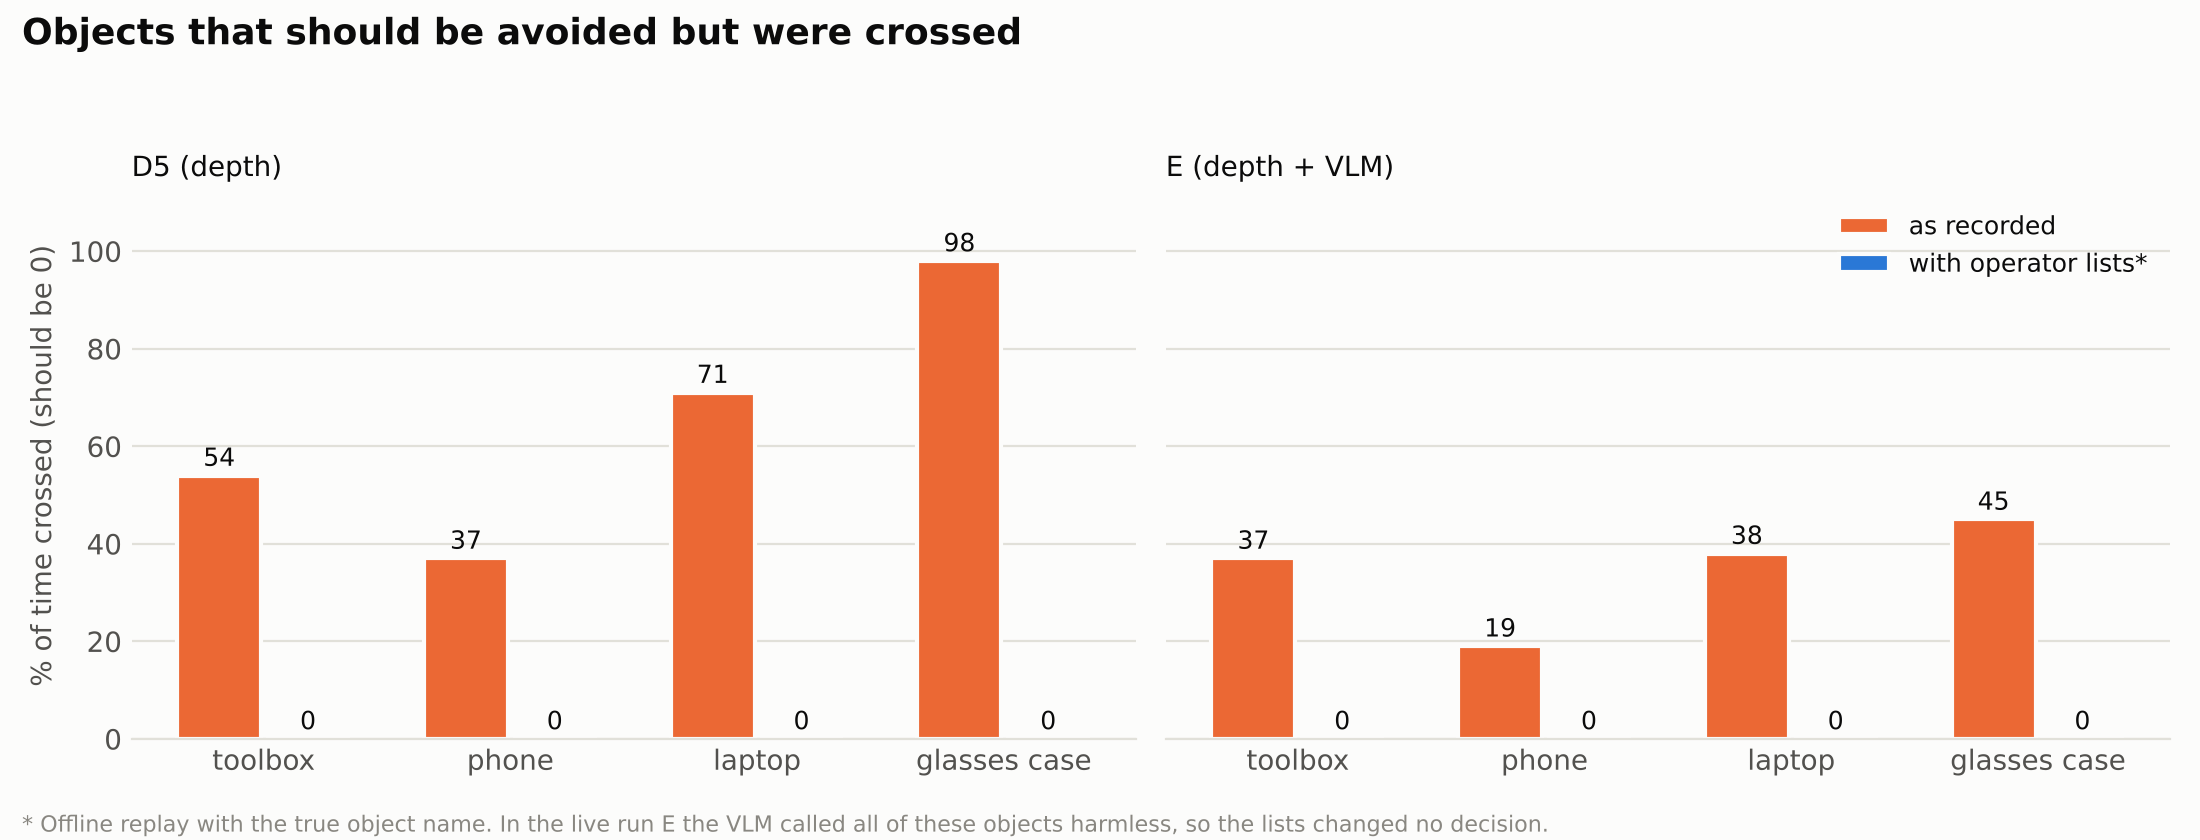 Objects that should be avoided but were crossed
D5 (depth)
E (depth + VLM)
as recorded
with operator lists*
% of time crossed (should be 0)
100
80
60
40
20
0
54
0
37
0
71
0
98
0
37
0
19
0
38
0
45
0
toolbox phone laptop glasses case
toolbox phone laptop glasses case
* Offline replay with the true object name. In the live run E the VLM called all of these objects harmless, so the lists changed no decision.